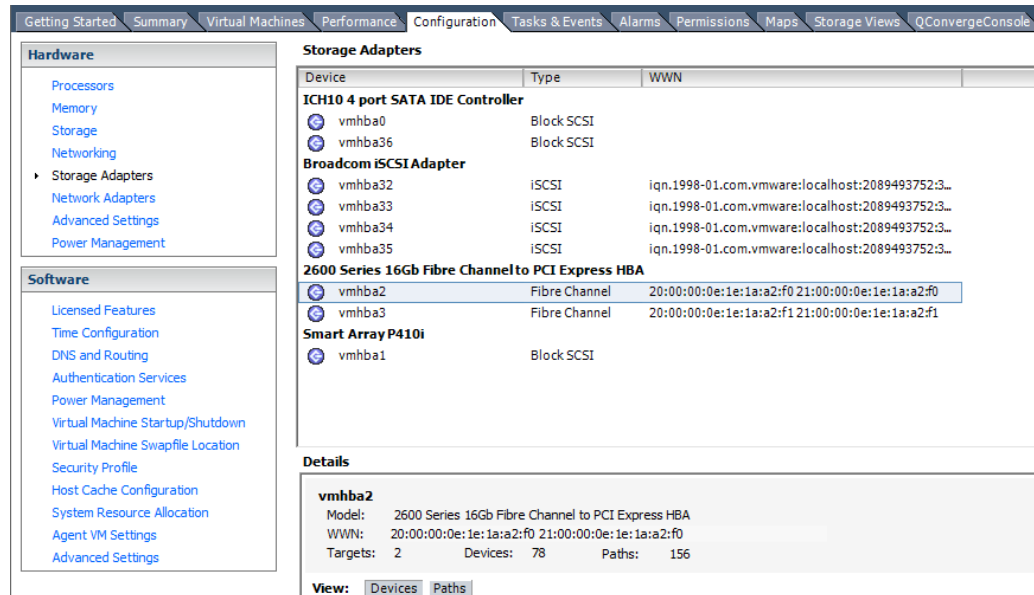 Getting Started Summary Virtual Machines Performance Configuration Tasks & Events Alarms Permissions Maps Storage Views QConvergeConsole
Hardware
Processors
Memory
Storage
Networking
Storage Adapters
Network Adapters
Advanced Settings
Power Management
Software
Licensed Features
Time Configuration
DNS and Routing
Authentication Services
Power Management
Virtual Machine Startup/Shutdown
Virtual Machine Swapfile Location
Security Profile
Host Cache Configuration
System Resource Allocation
Agent VM Settings
Advanced Settings
Storage Adapters
Device Type WWN
ICH10 4 port SATA IDE Controller
vmhba0 Block SCSI
vmhba36 Block SCSI
Broadcom iSCSI Adapter
vmhba32 iSCSI iqn.1998-01.com.vmware:localhost:2089493752:3...
vmhba33 iSCSI iqn.1998-01.com.vmware:localhost:2089493752:3...
vmhba34 iSCSI iqn.1998-01.com.vmware:localhost:2089493752:3...
vmhba35 iSCSI iqn.1998-01.com.vmware:localhost:2089493752:3...
2600 Series 16Gb Fibre Channel to PCI Express HBA
vmhba2 Fibre Channel 20:00:00:0e:1e:1a:a2:f0 21:00:00:0e:1e:1a:a2:f0
vmhba3 Fibre Channel 20:00:00:0e:1e:1a:a2:f1 21:00:00:0e:1e:1a:a2:f1
Smart Array P410i
vmhba1 Block SCSI
Details
vmhba2
Model: 2600 Series 16Gb Fibre Channel to PCI Express HBA
WWN: 20:00:00:0e:1e:1a:a2:f0 21:00:00:0e:1e:1a:a2:f0
Targets: 2 Devices: 78 Paths: 156
View: Devices Paths